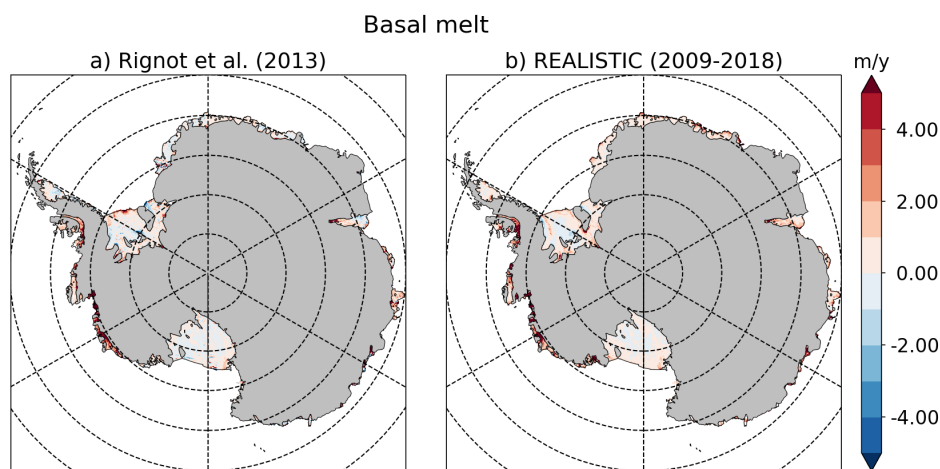 Basal melt
a) Rignot et al. (2013)
b) REALISTIC (2009-2018)
m/y
4.00
2.00
0.00
-2.00
-4.00